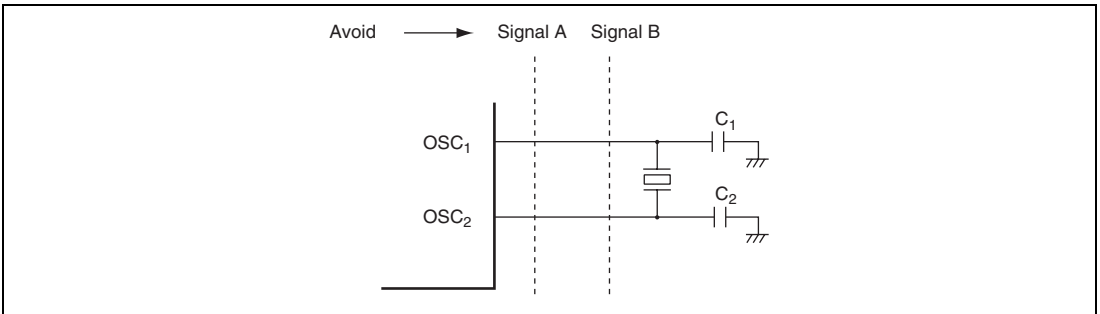 Avoid Signal A Signal B
C₁
OSC₁
C₂
OSC₂